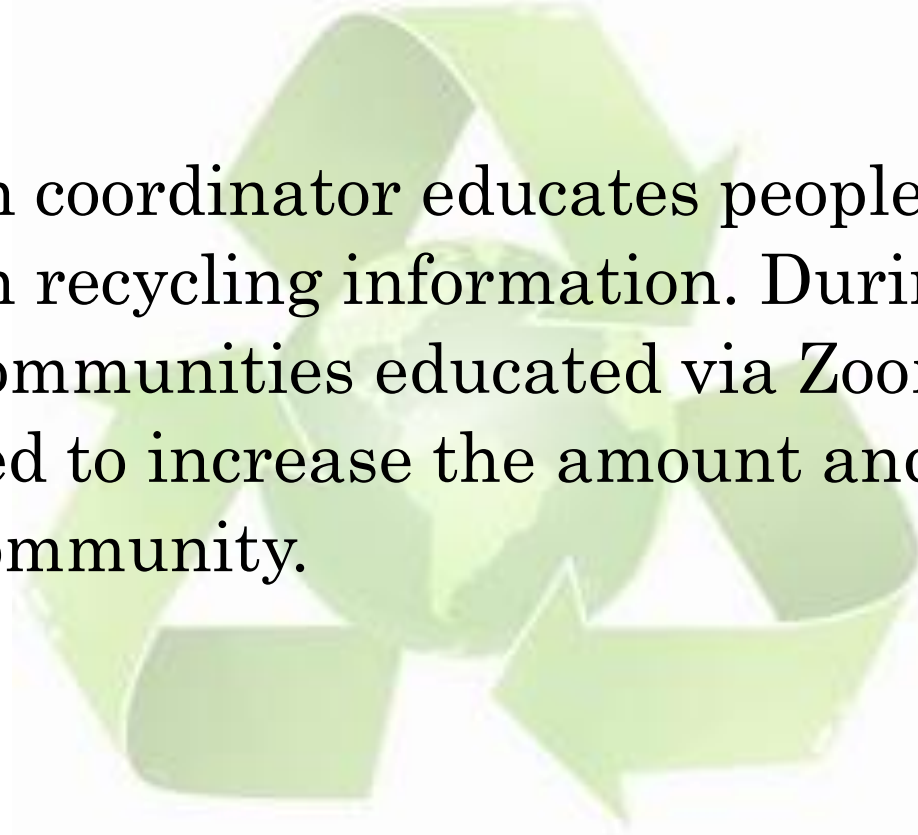 n coordinator educates people
n recycling information. Durin
ommunities educated via Zoo
ed to increase the amount and
ommunity.